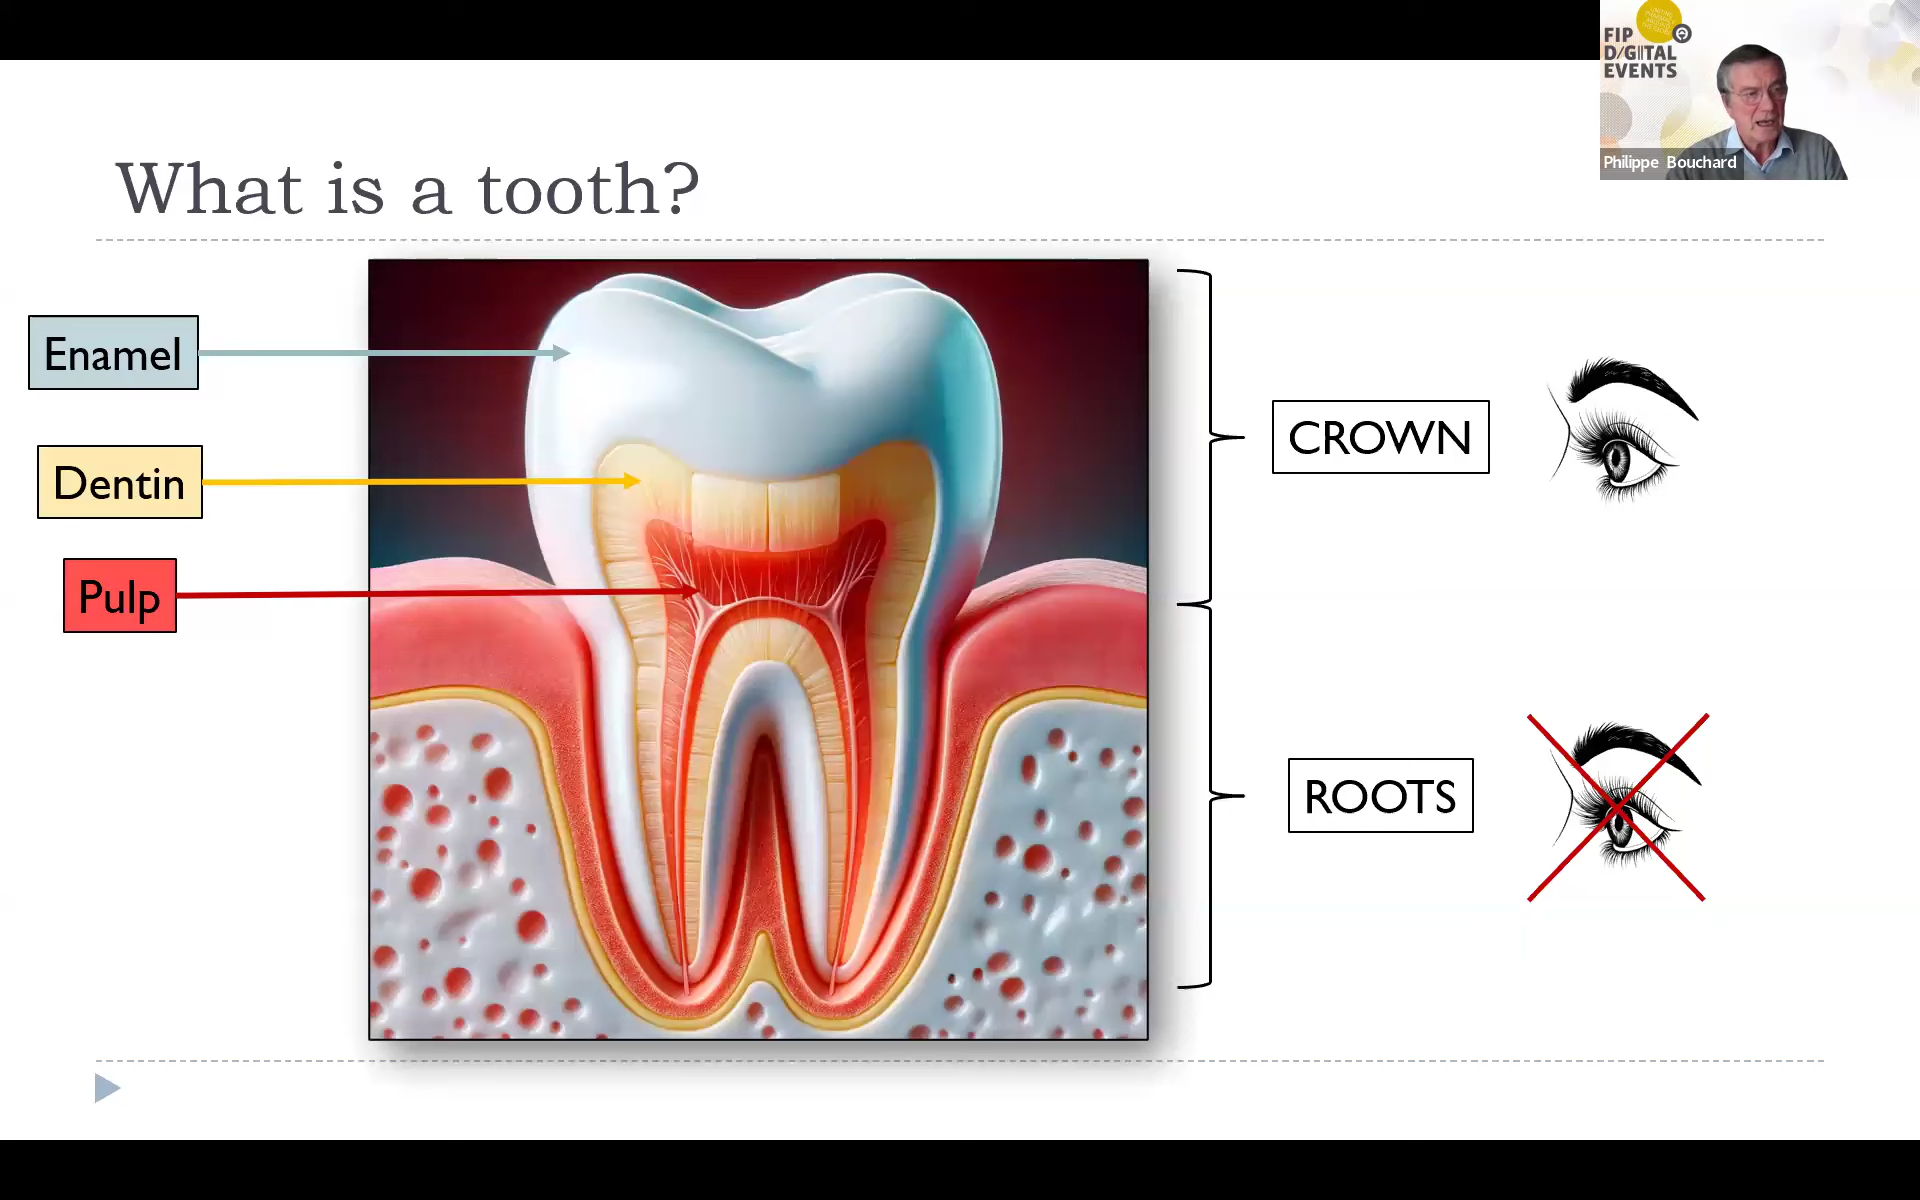 FIP
D/GITAL
EVENTS
Philippe Bouchard
What is a tooth?
Enamel
Dentin
Pulp
CROWN
ROOTS